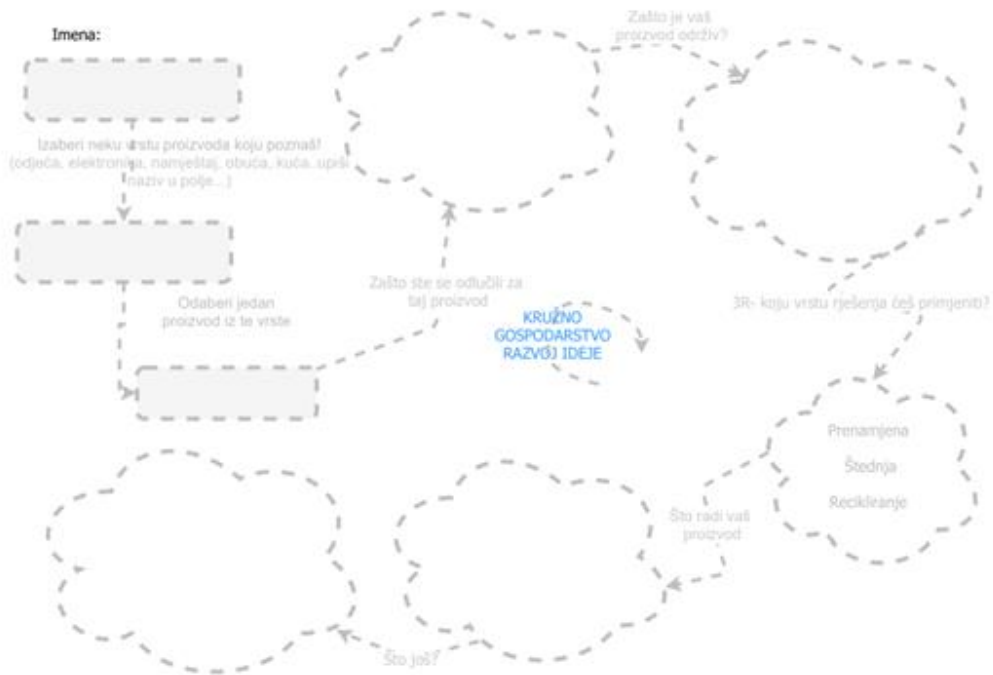 Imena:
Izaberi neku vrstu proizvoda koju poznaš!
(odjeća, elektronika, namještaj, obuća, kuća, upiši
naziv u polje...)
Odaberi jedan
proizvod iz te vrste
Zašto ste se odlučili za
taj proizvod
Zašto je vaš
proizvod održiv?
3R- koju vrstu rješenja ćeš primjeniti?
Prenamjena
Štednja
Recikliranje
Što radi vaš
proizvod
Što još?
KRUŽNO
GOSPODARSTVO
RAZVOJ IDEJE